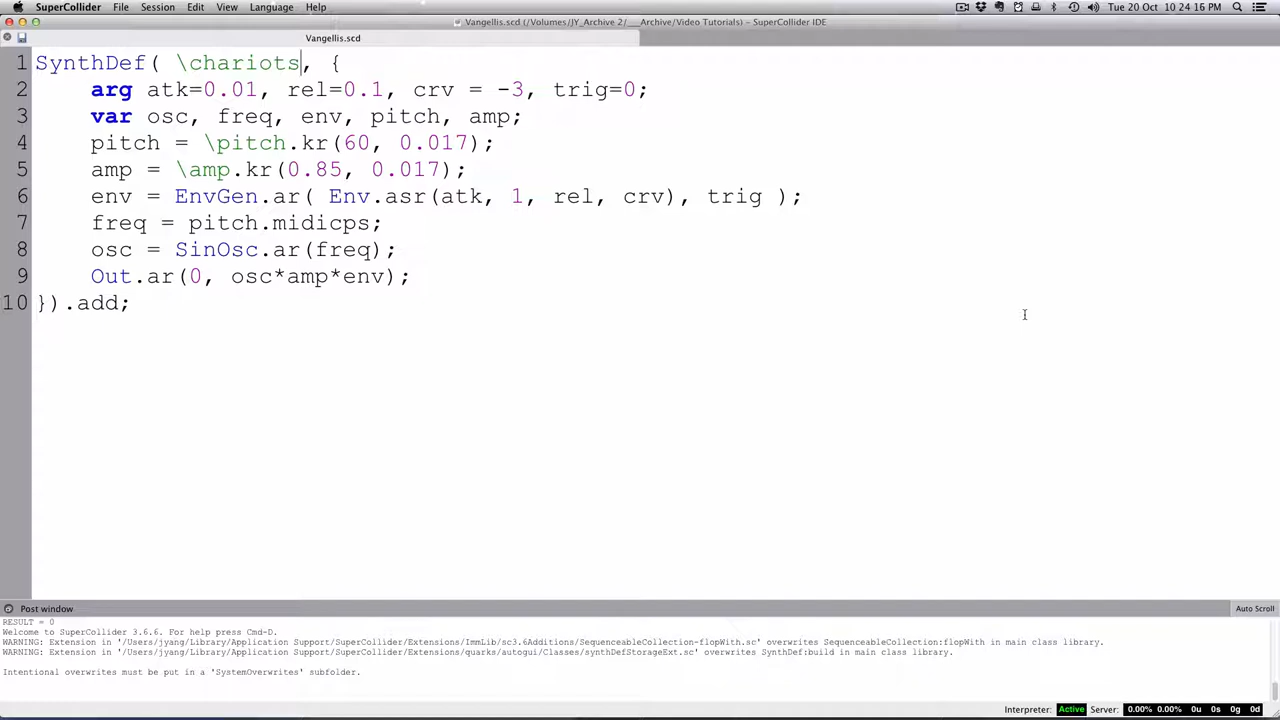 SuperCollider File Session Edit View Language Help Tue 20 Oct 10 24 16 PM
Vangellis.scd (/Volumes/JY_Archive 2/___Archive/Video Tutorials) - SuperCollider IDE
Vangellis.scd
1 SynthDef( \chariots, {
2 arg atk=0.01, rel=0.1, crv = -3, trig=0;
3 var osc, freq, env, pitch, amp;
4 pitch = \pitch.kr(60, 0.017);
5 amp = \amp.kr(0.85, 0.017);
6 env = EnvGen.ar( Env.asr(atk, 1, rel, crv), trig );
7 freq = pitch.midicps;
8 osc = SinOsc.ar(freq);
9 Out.ar(0, osc*amp*env);
10 }).add;
Post window Auto Scroll
RESULT = 0
Welcome to SuperCollider 3.6.6. For help press Cmd-D.
WARNING: Extension in '/Users/jyang/Library/Application Support/SuperCollider/Extensions/ImmLib/sc3.6Additions/SequenceableCollection-flopWith.sc' overwrites SequenceableCollection:flopWith in main class library.
WARNING: Extension in '/Users/jyang/Library/Application Support/SuperCollider/Extensions/quarks/autogui/Classes/synthDefStorageExt.sc' overwrites SynthDef:build in main class library.
Intentional overwrites must be put in a 'SystemOverwrites' subfolder.
Interpreter: Active Server: 0.00% 0.00% 0u 0s 0g 0d